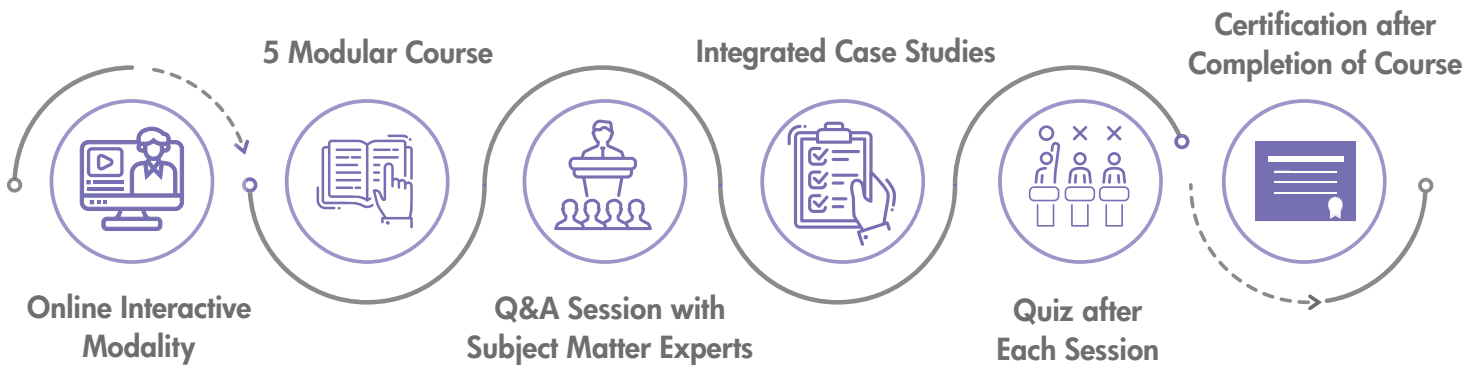 Online Interactive
Modality
5 Modular Course
Q&A Session with
Subject Matter Experts
Integrated Case Studies
Quiz after
Each Session
Certification after
Completion of Course